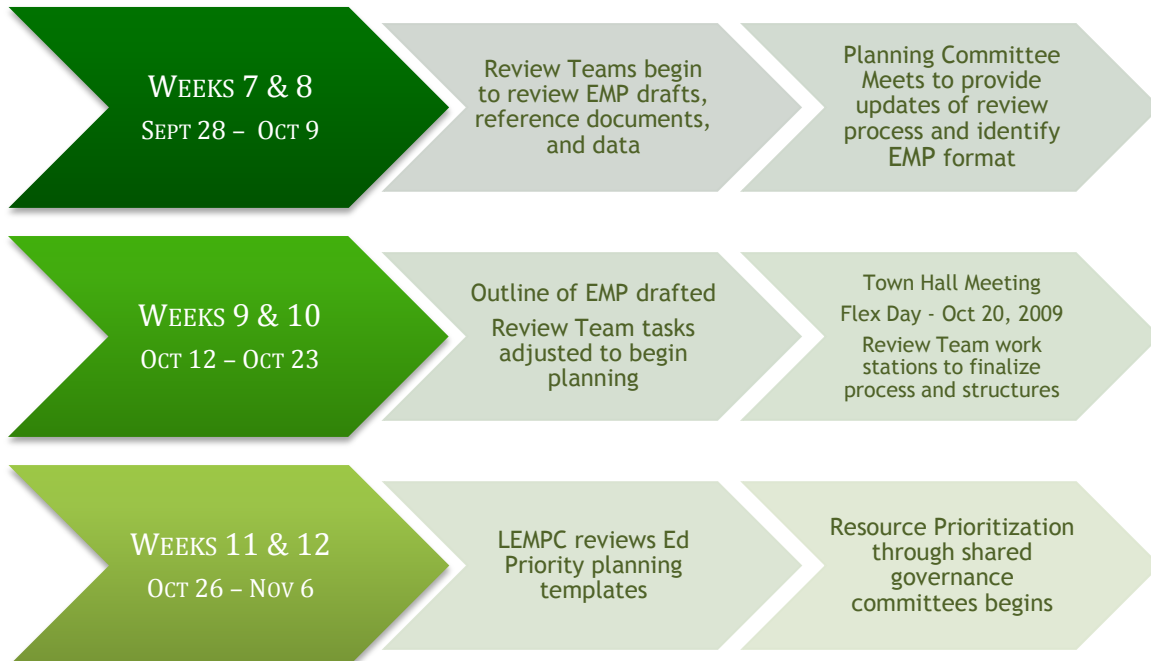 WEEKS 7 & 8
SEPT 28 – OCT 9
Review Teams begin
to review EMP drafts,
reference documents,
and data
Planning Committee
Meets to provide
updates of review
process and identify
EMP format
WEEKS 9 & 10
OCT 12 – OCT 23
Outline of EMP drafted
Review Team tasks
adjusted to begin
planning
Town Hall Meeting
Flex Day - Oct 20, 2009
Review Team work
stations to finalize
process and structures
WEEKS 11 & 12
OCT 26 – NOV 6
LEMPC reviews Ed
Priority planning
templates
Resource Prioritization
through shared
governance
committees begins